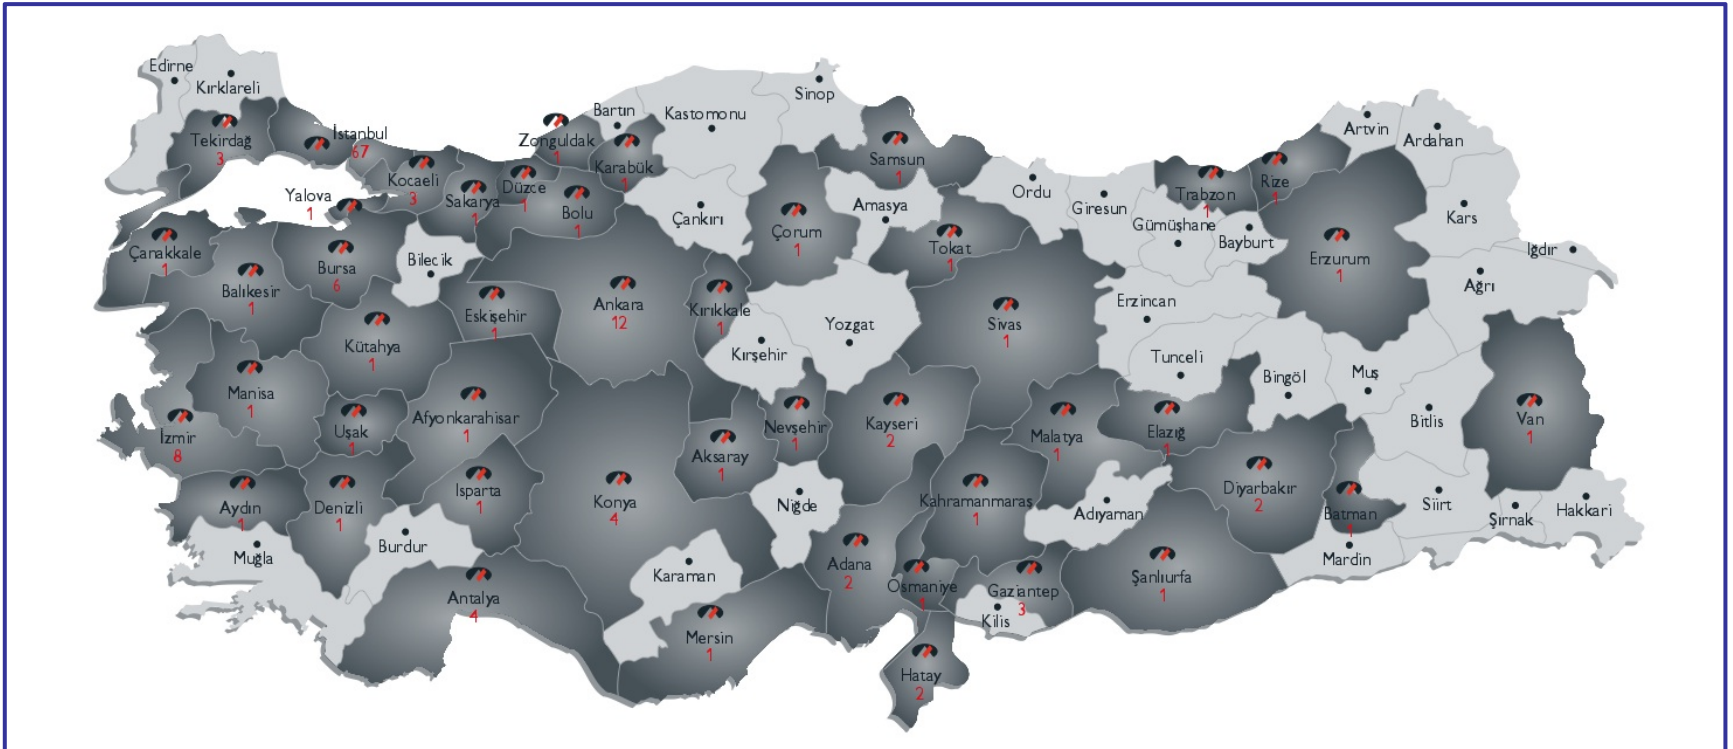 Edirne
Kırklareli
Tekirdağ
3
İstanbul
67
Yalova
1
Kocaeli
3
Sakarya
1
Düzce
1
Bolu
1
Zonguldak
1
Bartın
Karabük
1
Kastomonu
Sinop
Çankırı
Çorum
1
Samsun
1
Amasya
Tokat
1
Ordu
Giresun
Gümüşhane
Trabzon
1
Bayburt
Rize
1
Artvin
Ardahan
Kars
Iğdır
Ağrı
Erzurum
1
Çanakkale
1
Balıkesir
1
Bursa
6
Bilecik
Kütahya
1
Eskişehir
1
Ankara
12
Kırıkkale
1
Kırşehir
Yozgat
Sivas
1
Erzincan
Tunceli
Bingöl
Muş
Bitlis
Van
1
Manisa
1
İzmir
8
Uşak
1
Afyonkarahisar
1
Aydın
1
Denizli
1
Isparta
1
Burdur
Muğla
Antalya
4
Konya
4
Aksaray
1
Nevşehir
1
Kayseri
2
Niğde
Karaman
Mersin
1
Adana
2
Osmaniye
1
Hatay
2
Kahramanmaraş
1
Gaziantep
3
Kilis
Malatya
1
Adıyaman
Elazığ
1
Şanlıurfa
1
Diyarbakır
2
Batman
1
Mardin
Siirt
Şırnak
Hakkari